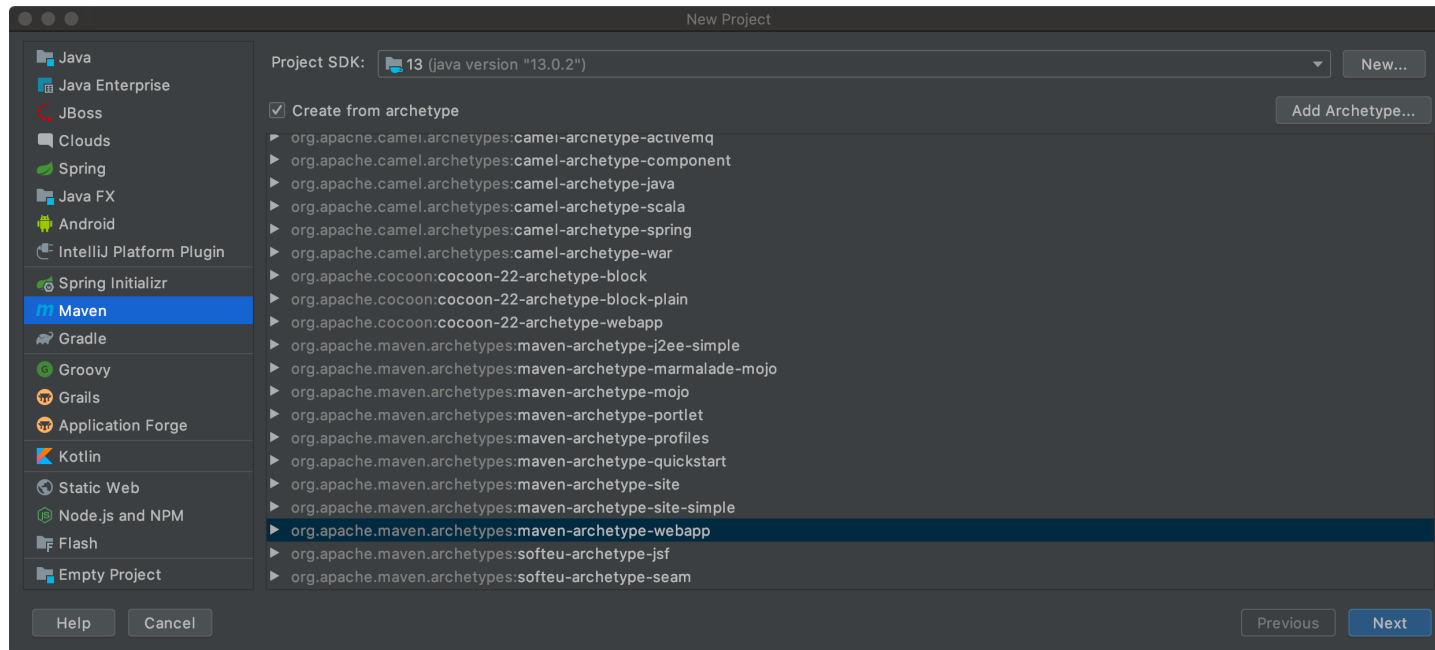 New Project
Java
Java Enterprise
JBoss
Clouds
Spring
Java FX
Android
IntelliJ Platform Plugin
Spring Initializr
Maven
Gradle
Groovy
Grails
Application Forge
Kotlin
Static Web
Node.js and NPM
Flash
Empty Project
Project SDK: 13 (java version "13.0.2") New...
Create from archetype Add Archetype...
org.apache.camel.archetypes:camel-archetype-activemq
org.apache.camel.archetypes:camel-archetype-component
org.apache.camel.archetypes:camel-archetype-java
org.apache.camel.archetypes:camel-archetype-scala
org.apache.camel.archetypes:camel-archetype-spring
org.apache.camel.archetypes:camel-archetype-war
org.apache.cocoon:cocoon-22-archetype-block
org.apache.cocoon:cocoon-22-archetype-block-plain
org.apache.cocoon:cocoon-22-archetype-webapp
org.apache.maven.archetypes:maven-archetype-j2ee-simple
org.apache.maven.archetypes:maven-archetype-marmalade-mojo
org.apache.maven.archetypes:maven-archetype-mojo
org.apache.maven.archetypes:maven-archetype-portlet
org.apache.maven.archetypes:maven-archetype-profiles
org.apache.maven.archetypes:maven-archetype-quickstart
org.apache.maven.archetypes:maven-archetype-site
org.apache.maven.archetypes:maven-archetype-site-simple
org.apache.maven.archetypes:maven-archetype-webapp
org.apache.maven.archetypes:softeu-archetype-jsf
org.apache.maven.archetypes:softeu-archetype-seam
Help Cancel Previous Next